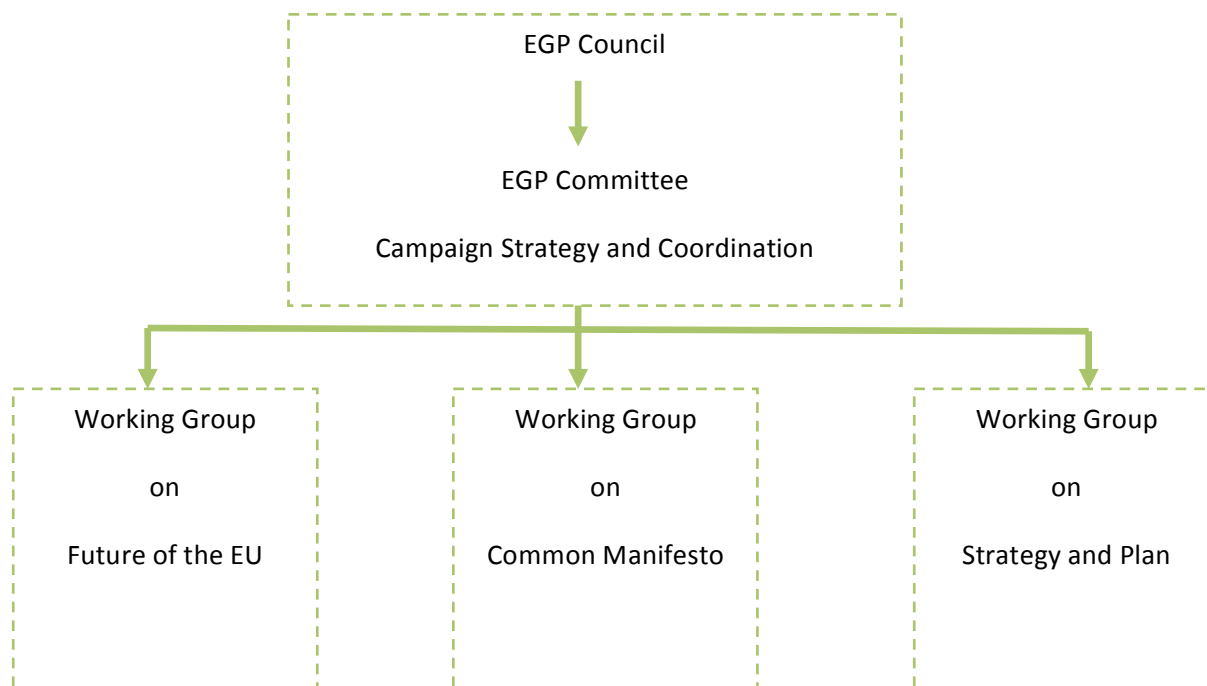 EGP Council
EGP Committee
Campaign Strategy and Coordination
Working Group
on
Future of the EU
Working Group
on
Common Manifesto
Working Group
on
Strategy and Plan